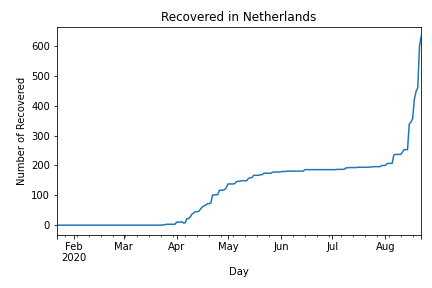 Recovered in Netherlands
Number of Recovered
600
500
400
300
200
100
0
Feb
2020
Mar
Apr
May
Jun
Jul
Aug
Day